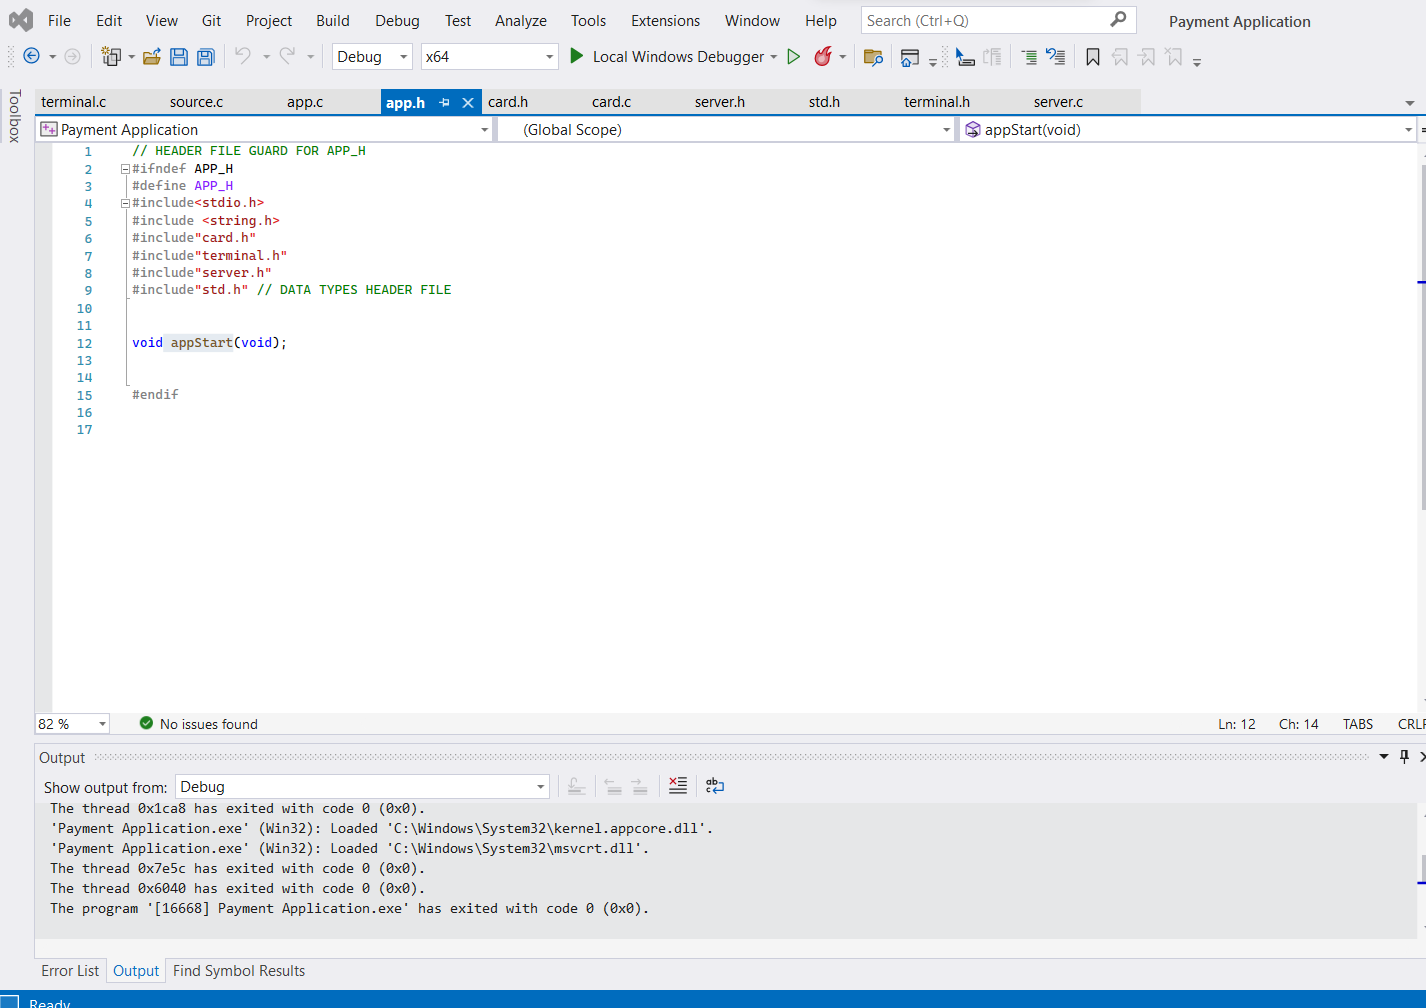 File Edit View Git Project Build Debug Test Analyze Tools Extensions Window Help Search (Ctrl+Q) Payment Application
Debug x64 Local Windows Debugger
Toolbox
terminal.c source.c app.c app.h card.h card.c server.h std.h terminal.h server.c
Payment Application (Global Scope) appStart(void)
1 // HEADER FILE GUARD FOR APP_H
2 #ifndef APP_H
3 #define APP_H
4 #include<stdio.h>
5 #include <string.h>
6 #include"card.h"
7 #include"terminal.h"
8 #include"server.h"
9 #include"std.h" // DATA TYPES HEADER FILE
10
11
12 void appStart(void);
13
14
15 #endif
16
17
82 % No issues found Ln: 12 Ch: 14 TABS CRLF
Output
Show output from: Debug
The thread 0x1ca8 has exited with code 0 (0x0).
'Payment Application.exe' (Win32): Loaded 'C:\Windows\System32\kernel.appcore.dll'.
'Payment Application.exe' (Win32): Loaded 'C:\Windows\System32\msvcrt.dll'.
The thread 0x7e5c has exited with code 0 (0x0).
The thread 0x6040 has exited with code 0 (0x0).
The program '[16668] Payment Application.exe' has exited with code 0 (0x0).
Error List Output Find Symbol Results
Ready